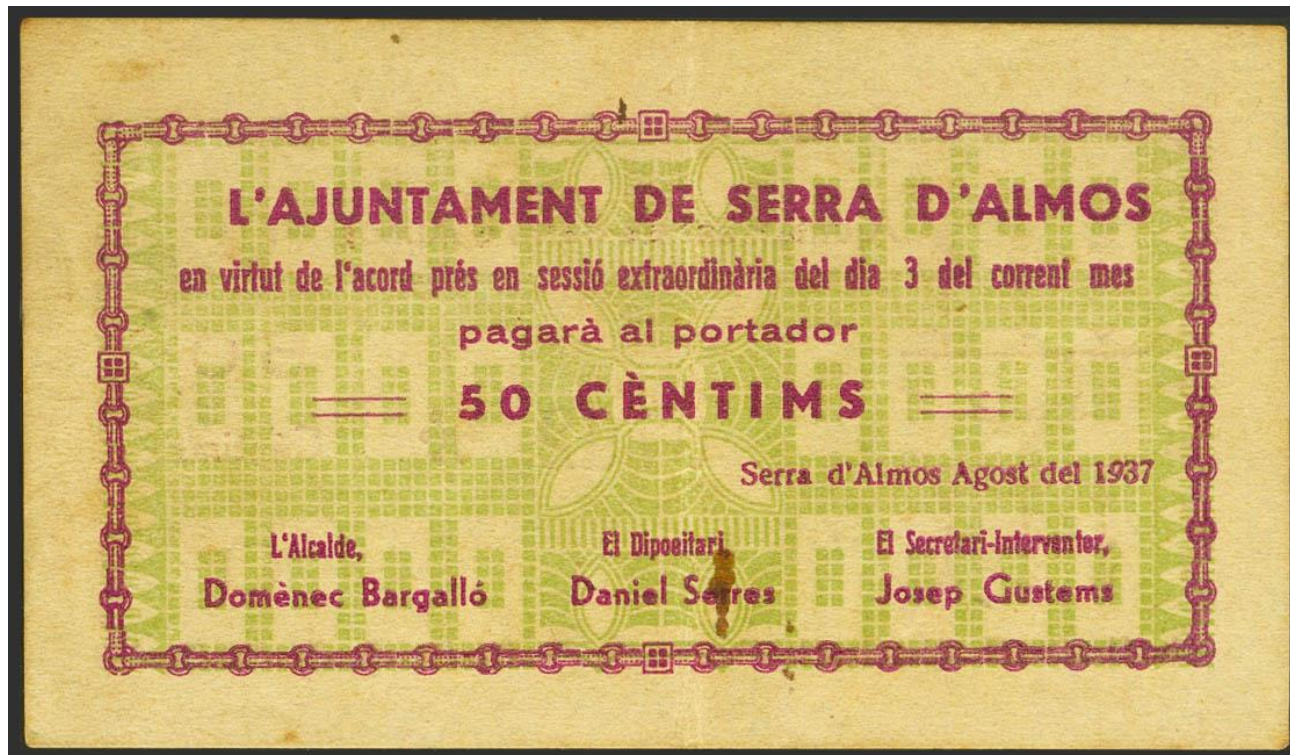 L'AJUNTAMENT DE SERRA D'ALMOS
en virtut de l'acord prés en sessió extraordinària del dia 3 del corrent mes
pagarà al portador
50 CÈNTIMS
Serra d'Almos Agost del 1937
L'Alcalde, El Dipoeitari El Secretari-Interventor,
Domènec Bargalló Daniel Serres Josep Gustems